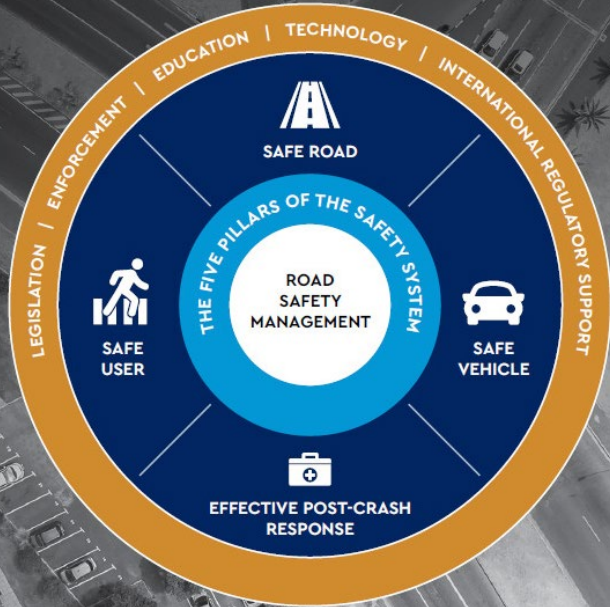 LEGISLATION | ENFORCEMENT | EDUCATION | TECHNOLOGY | INTERNATIONAL REGULATORY SUPPORT
SAFE ROAD
THE FIVE PILLARS OF THE SAFETY SYSTEM
ROAD
SAFETY
MANAGEMENT
SAFE
USER
SAFE
VEHICLE
EFFECTIVE POST-CRASH
RESPONSE